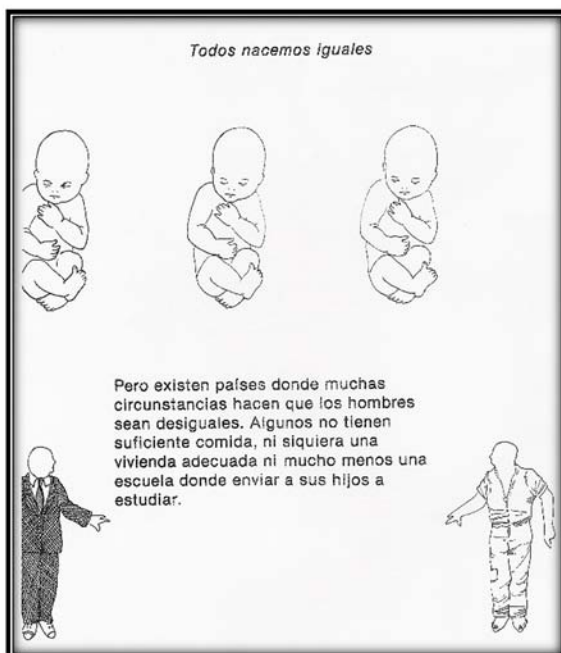 Todos nacemos iguales
Pero existen países donde muchas
circunstancias hacen que los hombres
sean desiguales. Algunos no tienen
suficiente comida, ni siquiera una
vivienda adecuada ni mucho menos una
escuela donde enviar a sus hijos a
estudiar.